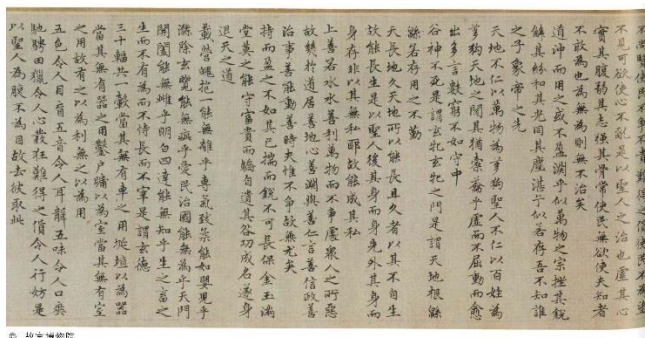 不尚賢使民不爭不貴難得之貨使民不為盜
不見可欲使心不亂是以聖人之治也虛其心
實其腹弱其志強其骨常使民無欲使夫知者
不敢為也為無為則無不治矣
道沖而用之或不盈淵乎似萬物之宗挫其銳
解其紛和其光同其塵湛兮似若存吾不知誰
之子象帝之先
天地不仁以萬物為芻狗聖人不仁以百姓為
芻狗天地之間其猶橐籥乎虛而不屈動而愈
出多言數窮不如守中
谷神不死是謂玄牝玄牝之門是謂天地根綿
綿若存用之不勤
天長地久天地所以能長且久者以其不自生
故能長生是以聖人後其身而身先外其身而
身存非以其無私耶故能成其私
上善若水水善利萬物而不爭處眾人之所惡
故幾於道居善地心善淵與善仁言善信政善
治事善能動善時夫惟不爭故無尤矣
持而盈之不如其已揣而銳不可長保金玉滿
堂莫之能守富貴而驕自遺其咎功成名遂身
退天之道
載營魄抱一能無離乎專氣致柔能如嬰兒乎
滌除玄覽能無疵乎愛民治國能無為乎天門
開闔能無雌乎明白四達能無知乎生之畜之
生而不有為而不恃長而不宰是謂玄德
三十輻共一轂當其無有車之用埏埴以為器
當其無有器之用鑿戶牖以為室當其無有室
之用故有之以為利無之以為用
五色令人目盲五音令人耳聾五味令人口爽
馳騁田獵令人心發狂難得之貨令人行妨是
以聖人為腹不為目故去彼取此
© 故宫博物院